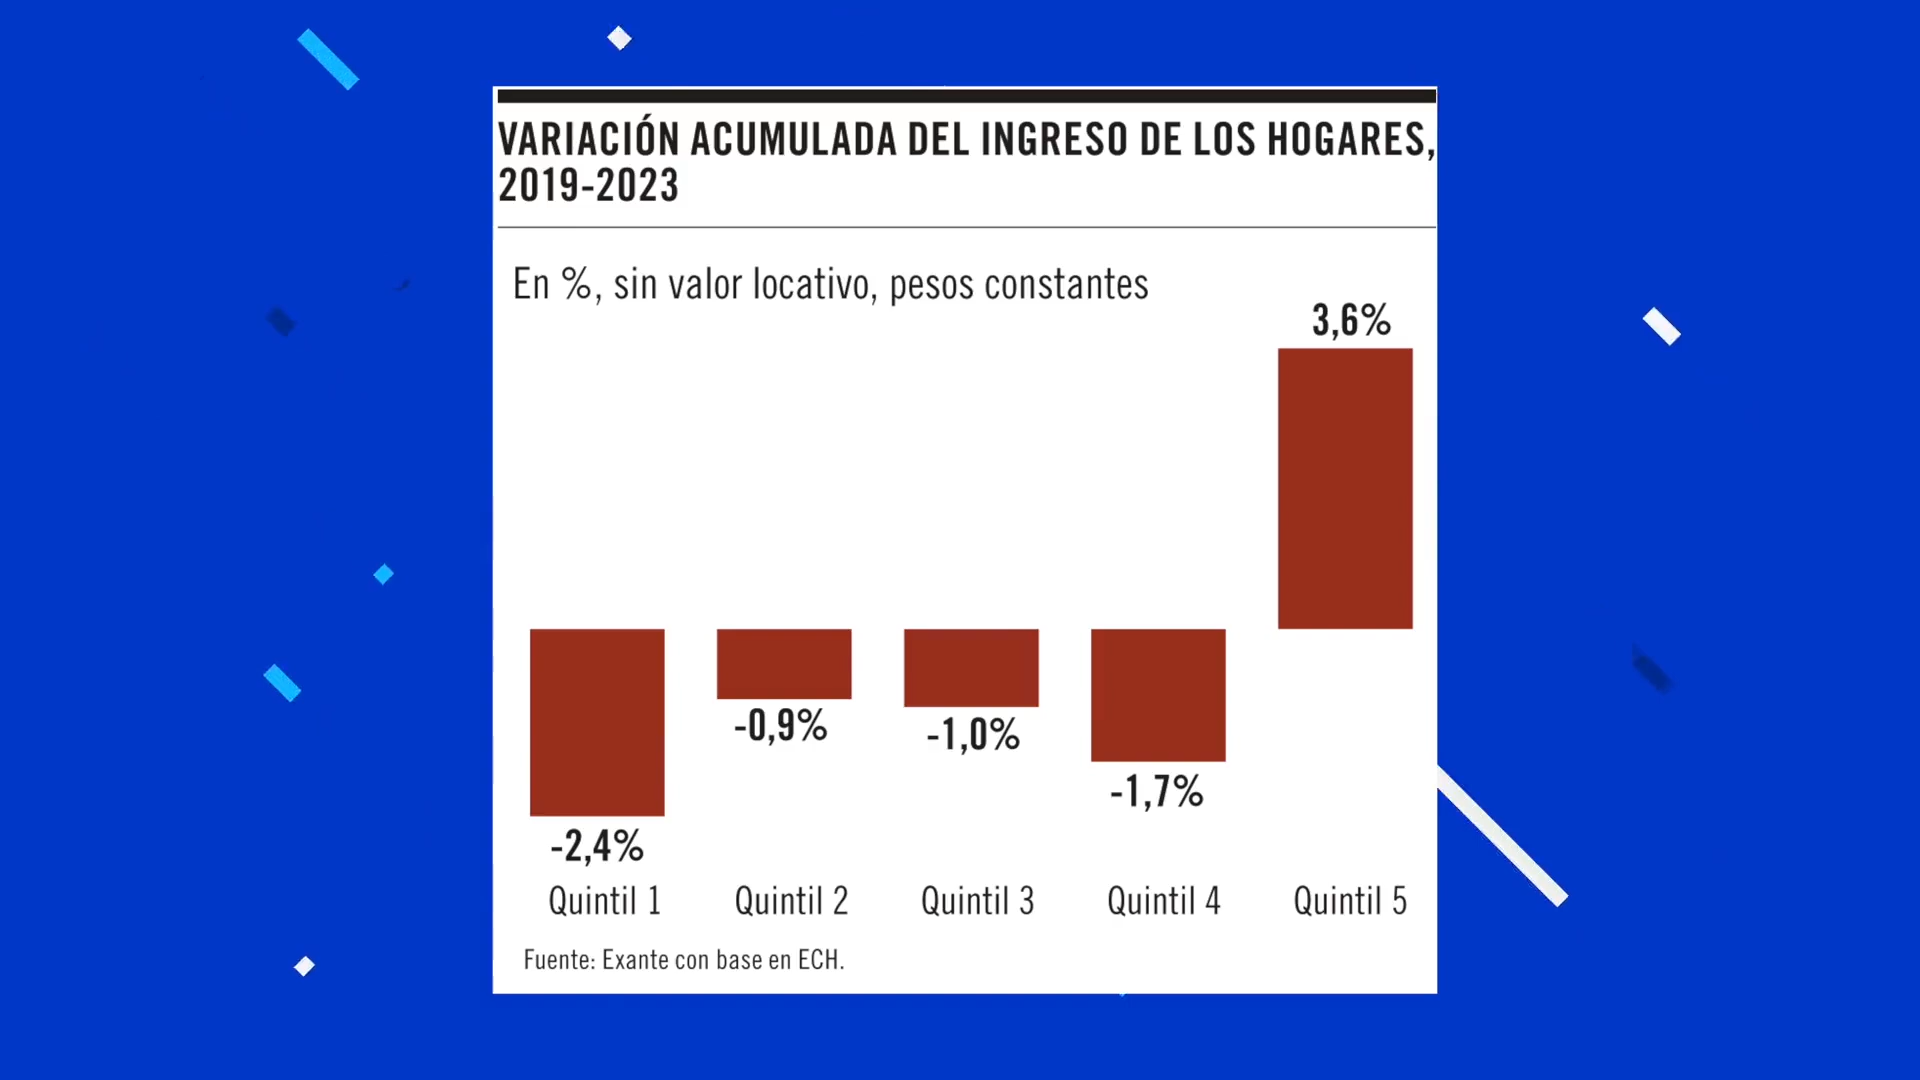 VARIACIÓN ACUMULADA DEL INGRESO DE LOS HOGARES,
2019-2023
En %, sin valor locativo, pesos constantes
3,6%
-0,9%
-1,0%
-1,7%
-2,4%
Quintil 1 Quintil 2 Quintil 3 Quintil 4 Quintil 5
Fuente: Exante con base en ECH.